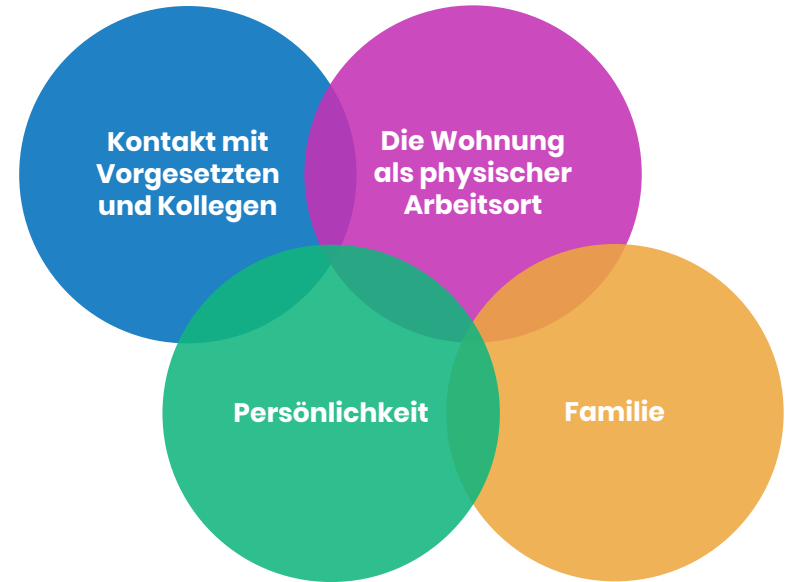 Kontakt mit
Vorgesetzten
und Kollegen
Die Wohnung
als physischer
Arbeitsort
Persönlichkeit
Familie